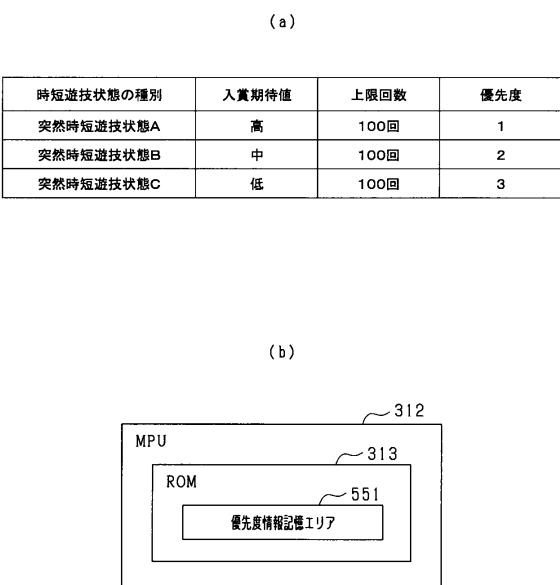 (a)
時短遊技状態の種別 入賞期待値 上限回数 優先度
突然時短遊技状態A 高 100回 1
突然時短遊技状態B 中 100回 2
突然時短遊技状態C 低 100回 3
(b)
312
MPU
313
ROM
551
優先度情報記憶エリア